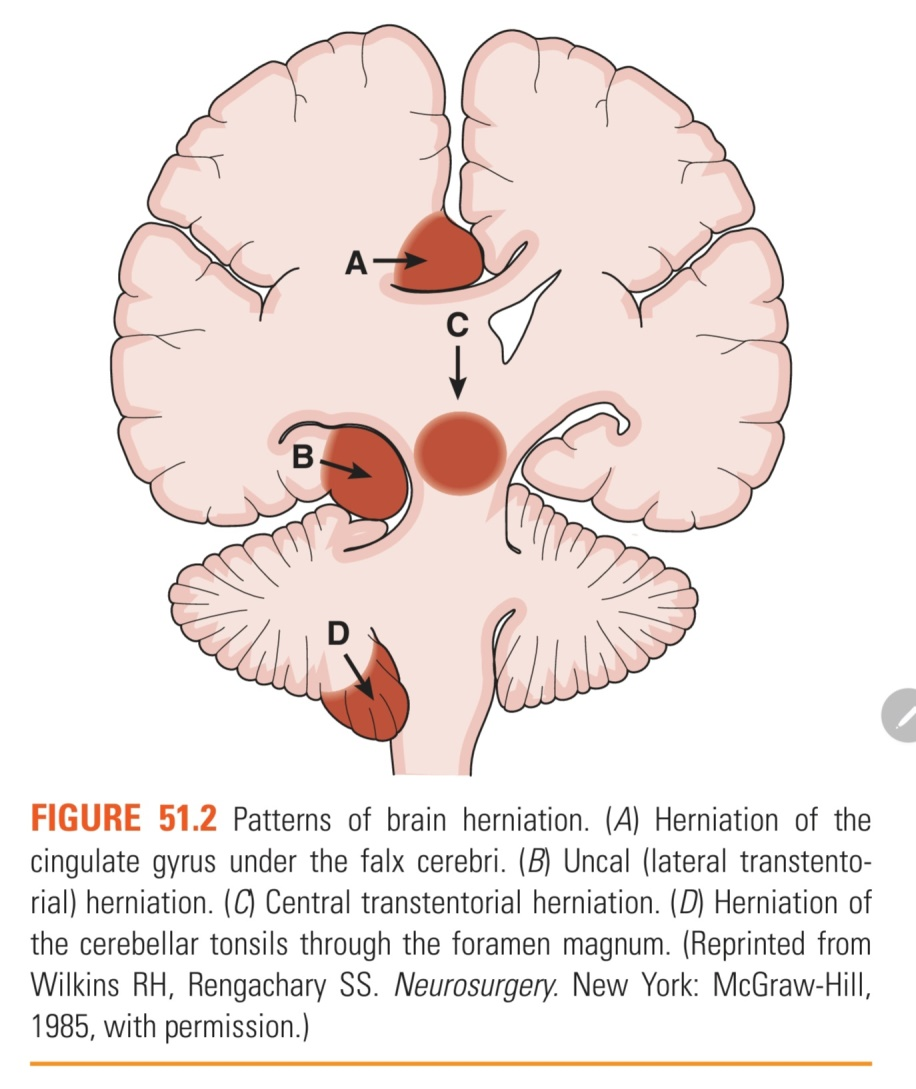 A
C
B
D
FIGURE 51.2 Patterns of brain herniation. (A) Herniation of the
cingulate gyrus under the falx cerebri. (B) Uncal (lateral transtento-
rial) herniation. (C) Central transtentorial herniation. (D) Herniation of
the cerebellar tonsils through the foramen magnum. (Reprinted from
Wilkins RH, Rengachary SS. Neurosurgery. New York: McGraw-Hill,
1985, with permission.)